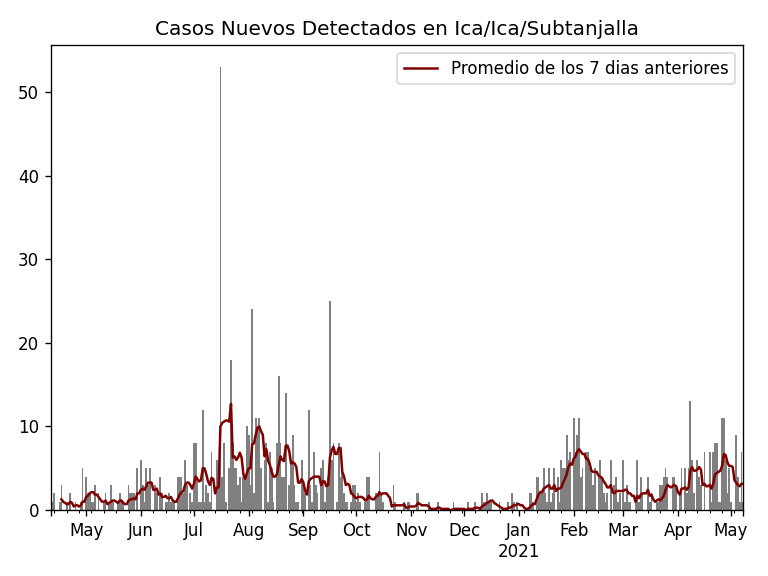 Casos Nuevos Detectados en Ica/Ica/Subtanjalla
Promedio de los 7 dias anteriores
50
40
30
20
10
0
May Jun Jul Aug Sep Oct Nov Dec Jan Feb Mar Apr May
2021